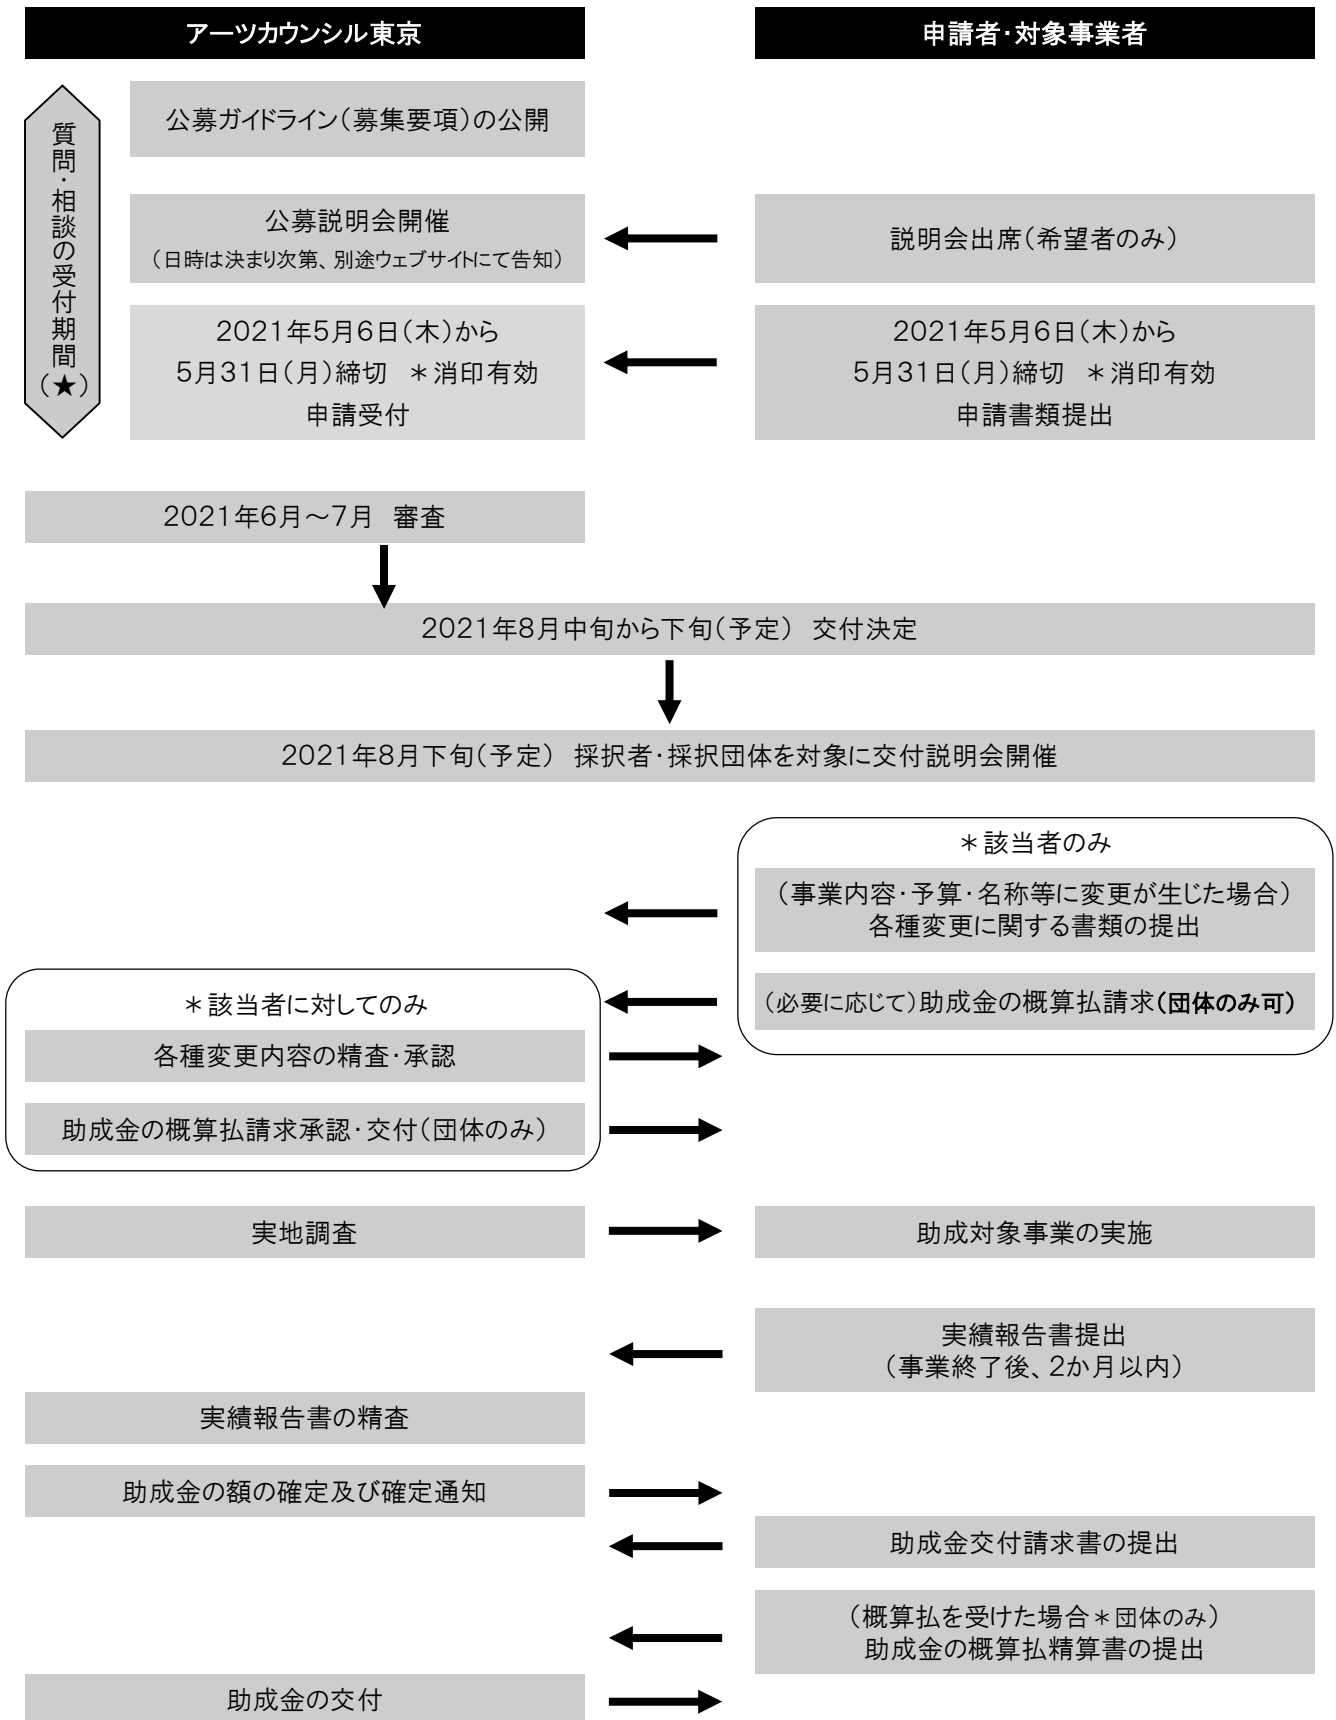 アーツカウンシル東京
申請者・対象事業者
質問・相談の受付期間(★)
公募ガイドライン(募集要項)の公開
公募説明会開催
(日時は決まり次第、別途ウェブサイトにて告知)
説明会出席(希望者のみ)
2021年5月6日(木)から
5月31日(月)締切 *消印有効
申請受付
2021年5月6日(木)から
5月31日(月)締切 *消印有効
申請書類提出
2021年6月~7月 審査
2021年8月中旬から下旬(予定) 交付決定
2021年8月下旬(予定) 採択者・採択団体を対象に交付説明会開催
*該当者のみ
(事業内容・予算・名称等に変更が生じた場合)
各種変更に関する書類の提出
(必要に応じて)助成金の概算払請求(団体のみ可)
*該当者に対してのみ
各種変更内容の精査・承認
助成金の概算払請求承認・交付(団体のみ)
実地調査
助成対象事業の実施
実績報告書提出
(事業終了後、2か月以内)
実績報告書の精査
助成金の額の確定及び確定通知
助成金交付請求書の提出
(概算払を受けた場合*団体のみ)
助成金の概算払精算書の提出
助成金の交付